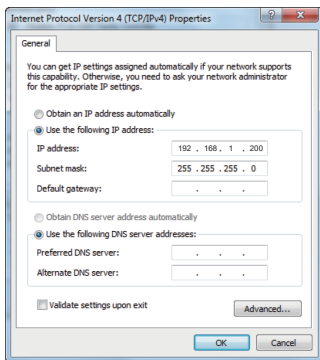 Internet Protocol Version 4 (TCP/IPv4) Properties
General
You can get IP settings assigned automatically if your network supports
this capability. Otherwise, you need to ask your network administrator
for the appropriate IP settings.
Obtain an IP address automatically
Use the following IP address:
IP address: 192 . 168 . 1 . 200
Subnet mask: 255 . 255 . 255 . 0
Default gateway: . . .
Obtain DNS server address automatically
Use the following DNS server addresses:
Preferred DNS server: . . .
Alternate DNS server: . . .
Validate settings upon exit
Advanced...
OK Cancel